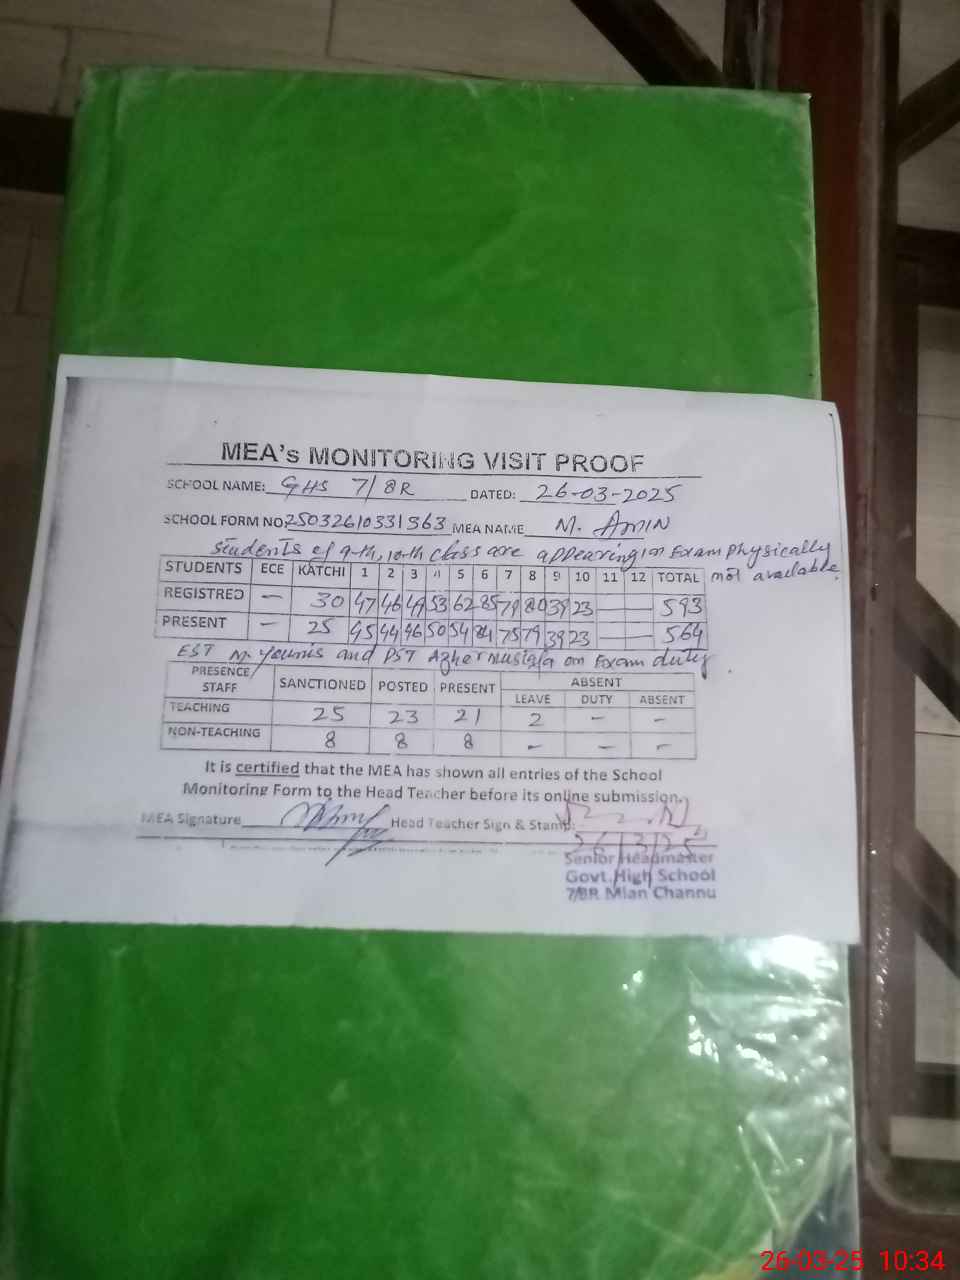 MEA's MONITORING VISIT PROOF
SCHOOL NAME: GHS 7/8R DATED: 26-03-2025
SCHOOL FORM NO: 25032610331363 MEA NAME M. AMIN
Students of 9th, 10th class are appearing in Exam physically not available.
STUDENTS ECE KATCHI 1 2 3 4 5 6 7 8 9 10 11 12 TOTAL
REGISTRED — 30 47 46 49 53 62 85 79 80 39 23 — — 593
PRESENT — 25 45 44 46 50 54 84 75 79 39 23 — — 564
EST M. Younis and PST Azher on Exam duty
PRESENCE STAFF SANCTIONED POSTED PRESENT ABSENT
LEAVE DUTY ABSENT
TEACHING 25 23 21 2 — —
NON-TEACHING 8 8 8 — — —
It is certified that the MEA has shown all entries of the School
Monitoring Form to the Head Teacher before its online submission.
MEA Signature Head Teacher Sign & Stamp:
26/3/25
Senior Headmaster
Govt. High School
7/8R Mian Channu
26-03-25 10:34